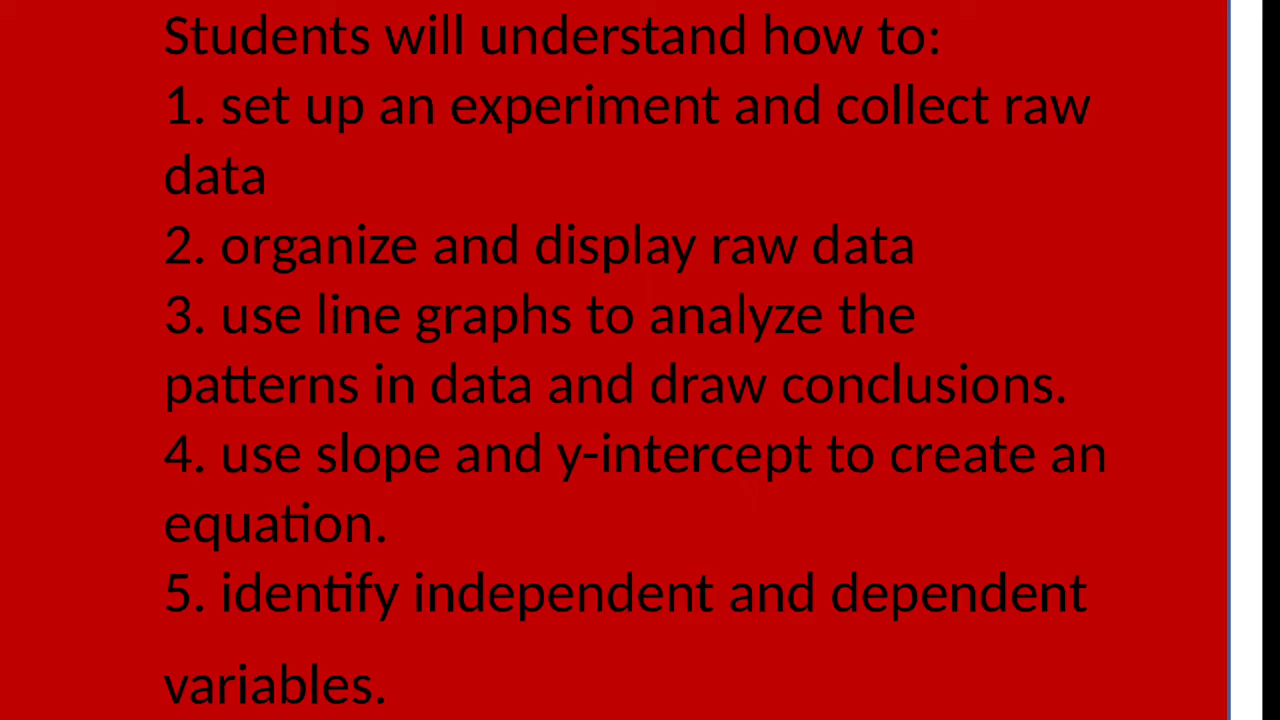 Students will understand how to:
1. set up an experiment and collect raw
data
2. organize and display raw data
3. use line graphs to analyze the
patterns in data and draw conclusions.
4. use slope and y-intercept to create an
equation.
5. identify independent and dependent
variables.